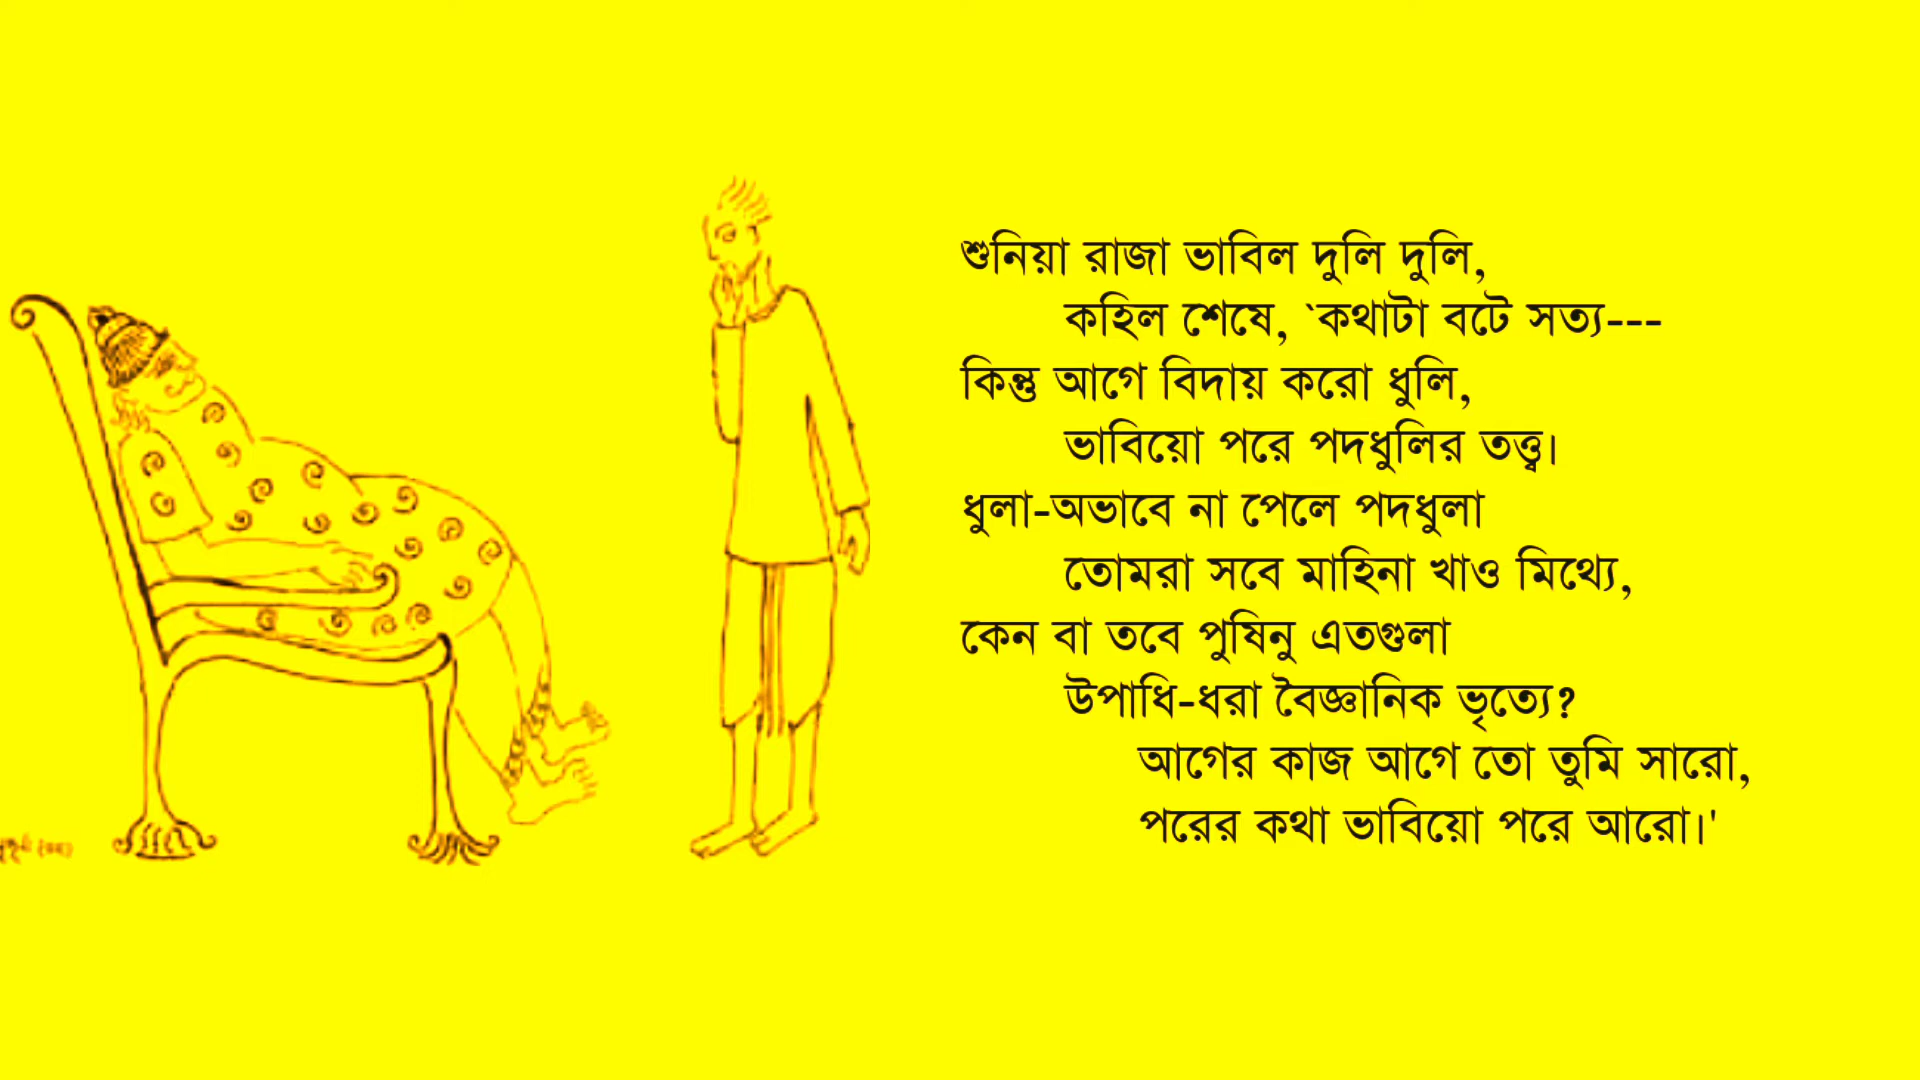 শুনিয়া রাজা ভাবিল দুলি দুলি,
কহিল শেষে, `কথাটা বটে সত্য---
কিন্তু আগে বিদায় করো ধুলি,
ভাবিয়ো পরে পদধুলির তত্ত্ব।
ধুলা-অভাবে না পেলে পদধুলা
তোমরা সবে মাহিনা খাও মিথ্যে,
কেন বা তবে পুষিনু এতগুলা
উপাধি-ধরা বৈজ্ঞানিক ভৃত্যে?
আগের কাজ আগে তো তুমি সারো,
পরের কথা ভাবিয়ো পরে আরো।'